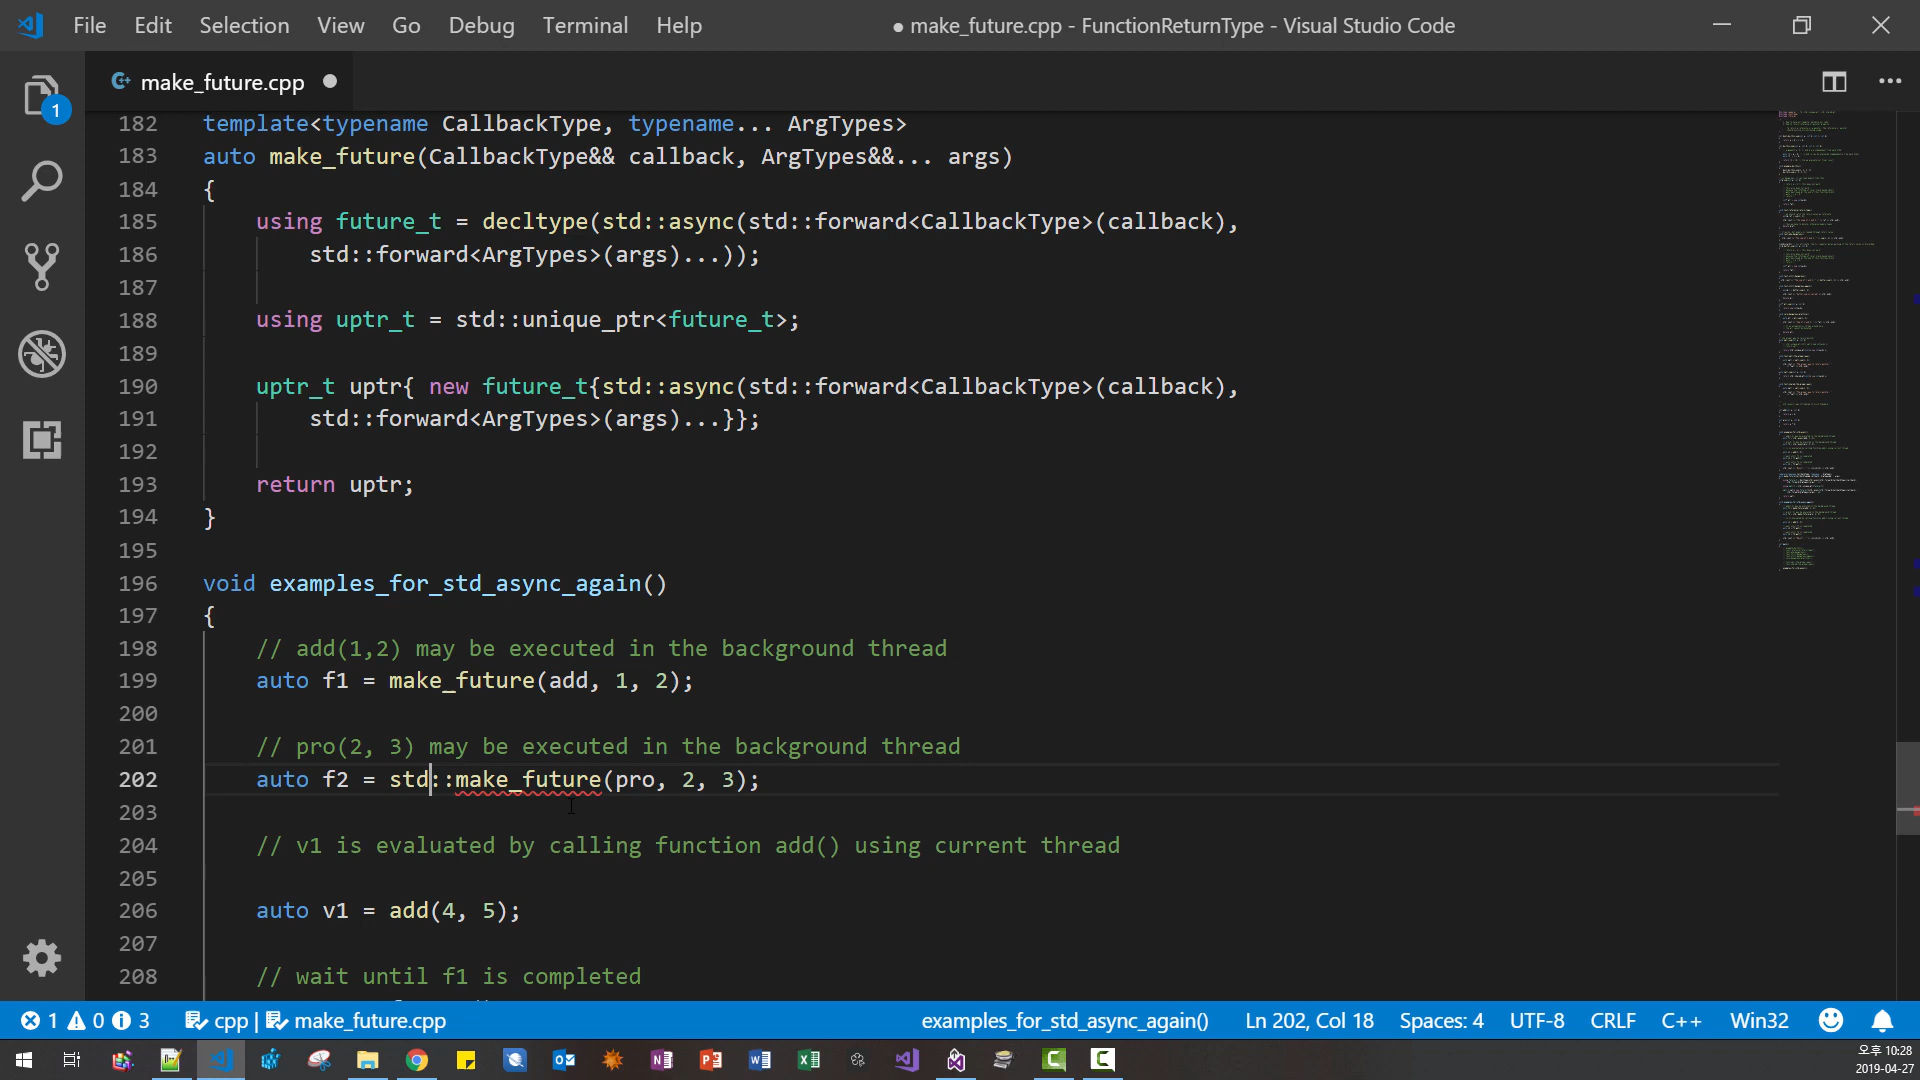 File Edit Selection View Go Debug Terminal Help
● make_future.cpp - FunctionReturnType - Visual Studio Code
make_future.cpp
1
182 template<typename CallbackType, typename... ArgTypes>
183 auto make_future(CallbackType&& callback, ArgTypes&&... args)
184 {
185 using future_t = decltype(std::async(std::forward<CallbackType>(callback),
186 std::forward<ArgTypes>(args)...));
187
188 using uptr_t = std::unique_ptr<future_t>;
189
190 uptr_t uptr{ new future_t{std::async(std::forward<CallbackType>(callback),
191 std::forward<ArgTypes>(args)...}};
192
193 return uptr;
194 }
195
196 void examples_for_std_async_again()
197 {
198 // add(1,2) may be executed in the background thread
199 auto f1 = make_future(add, 1, 2);
200
201 // pro(2, 3) may be executed in the background thread
202 auto f2 = std::make_future(pro, 2, 3);
203
204 // v1 is evaluated by calling function add() using current thread
205
206 auto v1 = add(4, 5);
207
208 // wait until f1 is completed
1 0 3 cpp | make_future.cpp examples_for_std_async_again() Ln 202, Col 18 Spaces: 4 UTF-8 CRLF C++ Win32
오후 10:28
2019-04-27